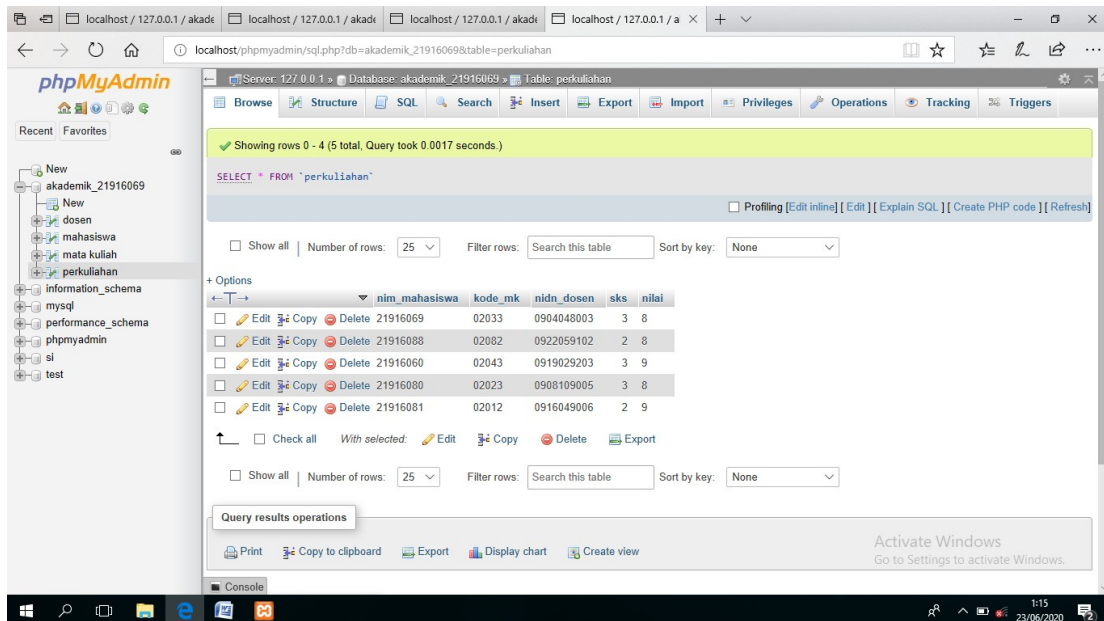 localhost / 127.0.0.1 / akade
localhost / 127.0.0.1 / akade
localhost / 127.0.0.1 / akade
localhost / 127.0.0.1 / a
localhost/phpmyadmin/sql.php?db=akademik_21916069&table=perkuliahan
phpMyAdmin
Recent Favorites
New
akademik_21916069
New
dosen
mahasiswa
mata kuliah
perkuliahan
information_schema
mysql
performance_schema
phpmyadmin
si
test
Server: 127.0.0.1 » Database: akademik_21916069 » Table: perkuliahan
Browse Structure SQL Search Insert Export Import Privileges Operations Tracking Triggers
Showing rows 0 - 4 (5 total, Query took 0.0017 seconds.)
SELECT * FROM `perkuliahan`
Profiling [Edit inline] [ Edit ] [ Explain SQL ] [ Create PHP code ] [ Refresh]
Show all | Number of rows: 25 Filter rows: Search this table Sort by key: None
+ Options
←T→ nim_mahasiswa kode_mk nidn_dosen sks nilai
Edit Copy Delete 21916069 02033 0904048003 3 8
Edit Copy Delete 21916088 02082 0922059102 2 8
Edit Copy Delete 21916060 02043 0919029203 3 9
Edit Copy Delete 21916080 02023 0908109005 3 8
Edit Copy Delete 21916081 02012 0916049006 2 9
Check all With selected: Edit Copy Delete Export
Show all | Number of rows: 25 Filter rows: Search this table Sort by key: None
Query results operations
Print Copy to clipboard Export Display chart Create view
Activate Windows
Go to Settings to activate Windows.
Console
1:15
23/06/2020
2